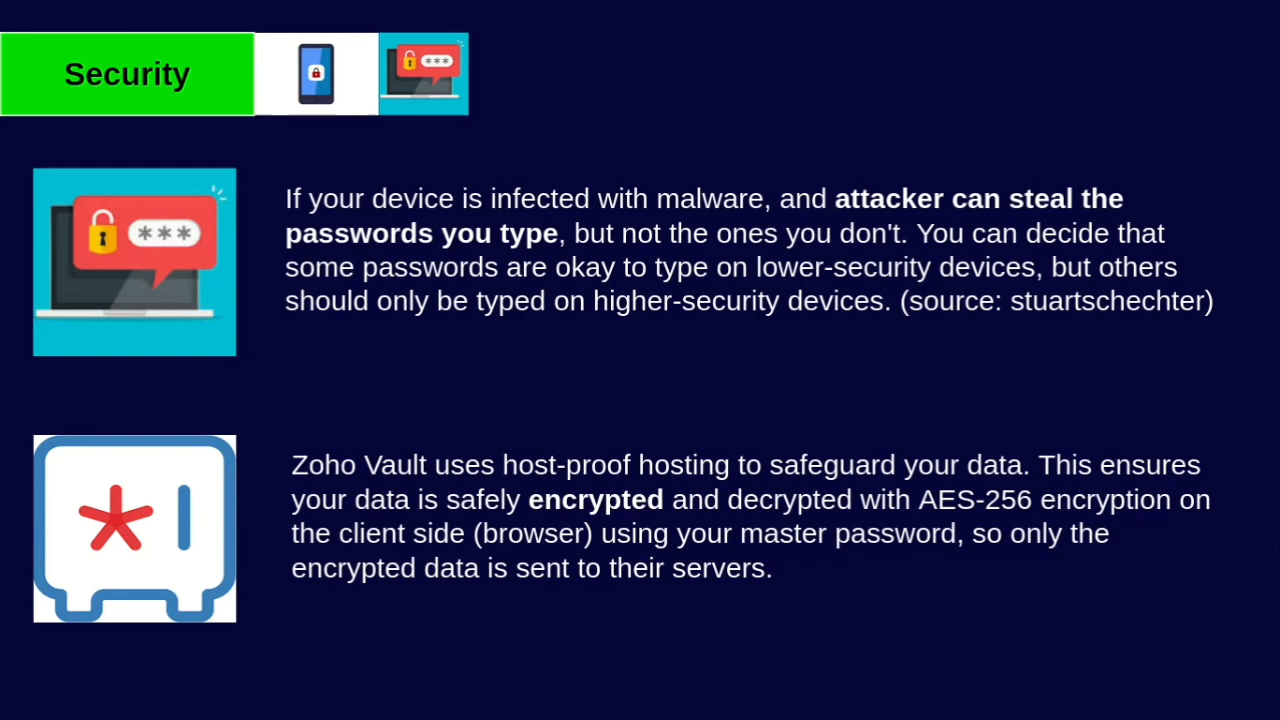 Security
If your device is infected with malware, and attacker can steal the
passwords you type, but not the ones you don't. You can decide that
some passwords are okay to type on lower-security devices, but others
should only be typed on higher-security devices. (source: stuartschechter)
Zoho Vault uses host-proof hosting to safeguard your data. This ensures
your data is safely encrypted and decrypted with AES-256 encryption on
the client side (browser) using your master password, so only the
encrypted data is sent to their servers.